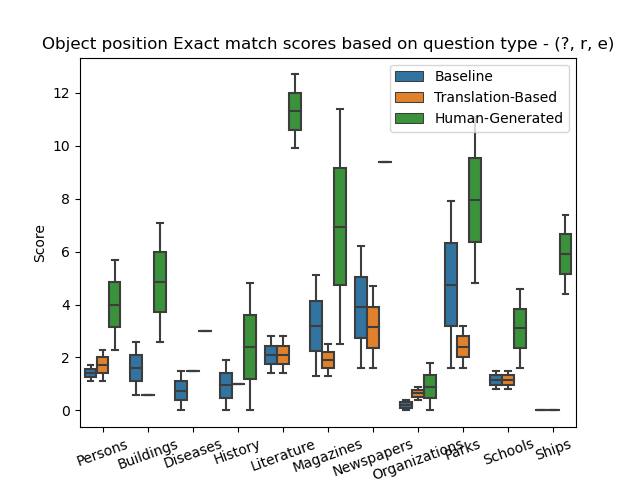 Object position Exact match scores based on question type - (?, r, e)
Baseline
Translation-Based
Human-Generated
Score
12
10
8
6
4
2
0
Persons
Buildings
Diseases
History
Literature
Magazines
Newspapers
Organizations
Parks
Schools
Ships